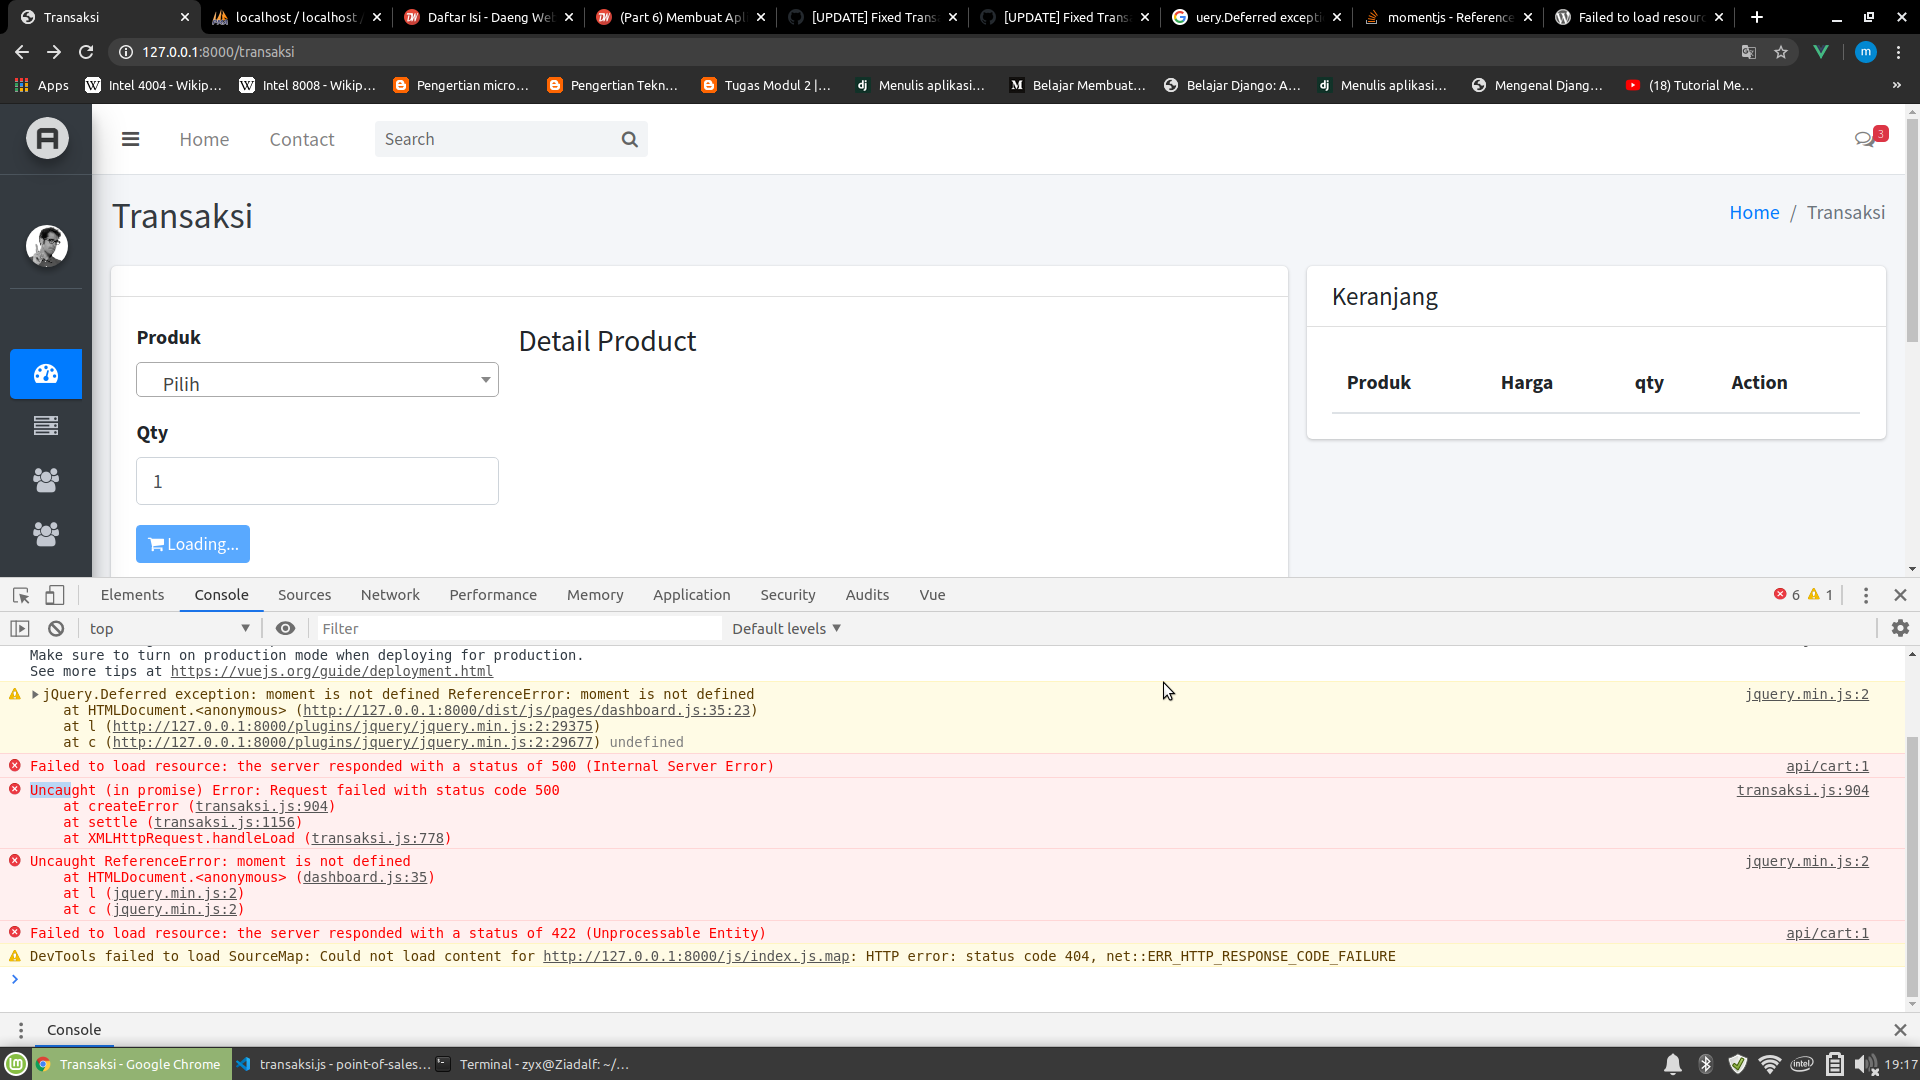 Transaksi
localhost / localhost
Daftar Isi - Daeng We
(Part 6) Membuat Apl
[UPDATE] Fixed Trans
[UPDATE] Fixed Trans
uery.Deferred except
momentjs - Reference
Failed to load resour
127.0.0.1:8000/transaksi
m
Apps
Intel 4004 - Wikip...
Intel 8008 - Wikip...
Pengertian micro...
Pengertian Tekn...
Tugas Modul 2 |...
Menulis aplikasi...
Belajar Membuat...
Belajar Django: A...
Menulis aplikasi...
Mengenal Djang...
(18) Tutorial Me...
»
Home
Contact
Search
3
Transaksi
Home / Transaksi
Produk
Pilih
Qty
1
Loading...
Detail Product
Keranjang
Produk Harga qty Action
Elements
Console
Sources
Network
Performance
Memory
Application
Security
Audits
Vue
6
1
top
Filter
Default levels ▼
Make sure to turn on production mode when deploying for production.
See more tips at https://vuejs.org/guide/deployment.html
jQuery.Deferred exception: moment is not defined ReferenceError: moment is not defined jquery.min.js:2
at HTMLDocument.<anonymous> (http://127.0.0.1:8000/dist/js/pages/dashboard.js:35:23)
at l (http://127.0.0.1:8000/plugins/jquery/jquery.min.js:2:29375)
at c (http://127.0.0.1:8000/plugins/jquery/jquery.min.js:2:29677) undefined
Failed to load resource: the server responded with a status of 500 (Internal Server Error) api/cart:1
Uncaught (in promise) Error: Request failed with status code 500 transaksi.js:904
at createError (transaksi.js:904)
at settle (transaksi.js:1156)
at XMLHttpRequest.handleLoad (transaksi.js:778)
Uncaught ReferenceError: moment is not defined jquery.min.js:2
at HTMLDocument.<anonymous> (dashboard.js:35)
at l (jquery.min.js:2)
at c (jquery.min.js:2)
Failed to load resource: the server responded with a status of 422 (Unprocessable Entity) api/cart:1
DevTools failed to load SourceMap: Could not load content for http://127.0.0.1:8000/js/index.js.map: HTTP error: status code 404, net::ERR_HTTP_RESPONSE_CODE_FAILURE
Console
Transaksi - Google Chrome
transaksi.js - point-of-sales...
Terminal - zyx@Ziadalf: ~/...
19:17